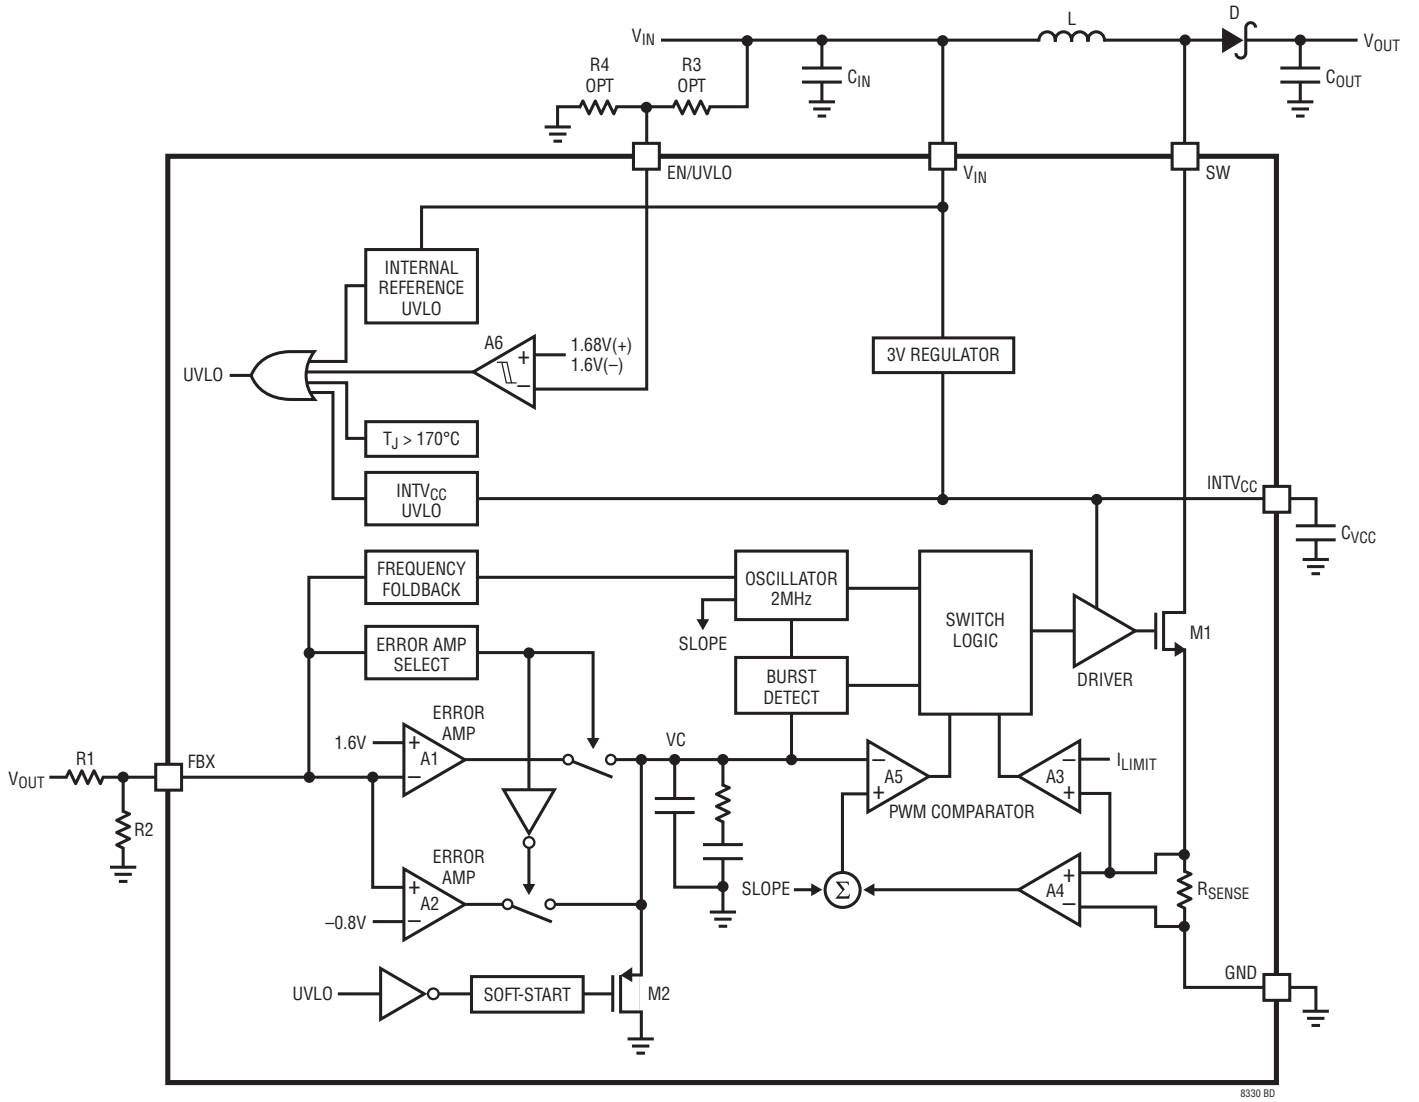 D
L
VIN
VOUT
R4
OPT
R3
OPT
CIN
COUT
EN/UVLO
VIN
SW
INTERNAL
REFERENCE
UVLO
A6
+
−
1.68V(+)
1.6V(–)
3V REGULATOR
UVLO
TJ > 170°C
INTVCC
UVLO
INTVCC
CVCC
FREQUENCY
FOLDBACK
OSCILLATOR
2MHz
SLOPE
SWITCH
LOGIC
ERROR AMP
SELECT
BURST
DETECT
DRIVER
M1
ERROR
AMP
1.6V
+
−
A1
VC
−
+
A5
PWM COMPARATOR
−
+
A3
ILIMIT
VOUT
R1
FBX
R2
ERROR
AMP
+
−
A2
–0.8V
SLOPE
Σ
A4
+
−
RSENSE
UVLO
SOFT-START
M2
GND
8330 BD